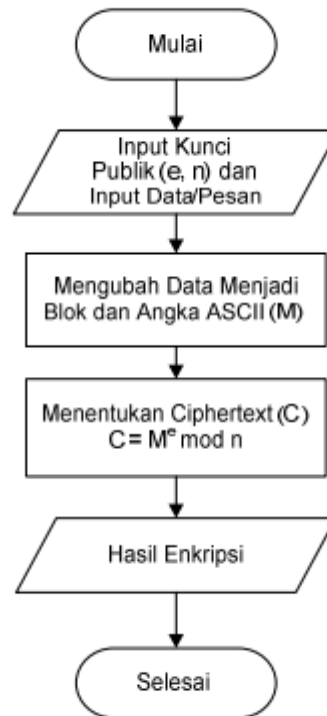 Mulai
Input Kunci
Publik (e, n) dan
Input Data/Pesan
Mengubah Data Menjadi
Blok dan Angka ASCII (M)
Menentukan Ciphertext (C)
C = Mᵉ mod n
Hasil Enkripsi
Selesai